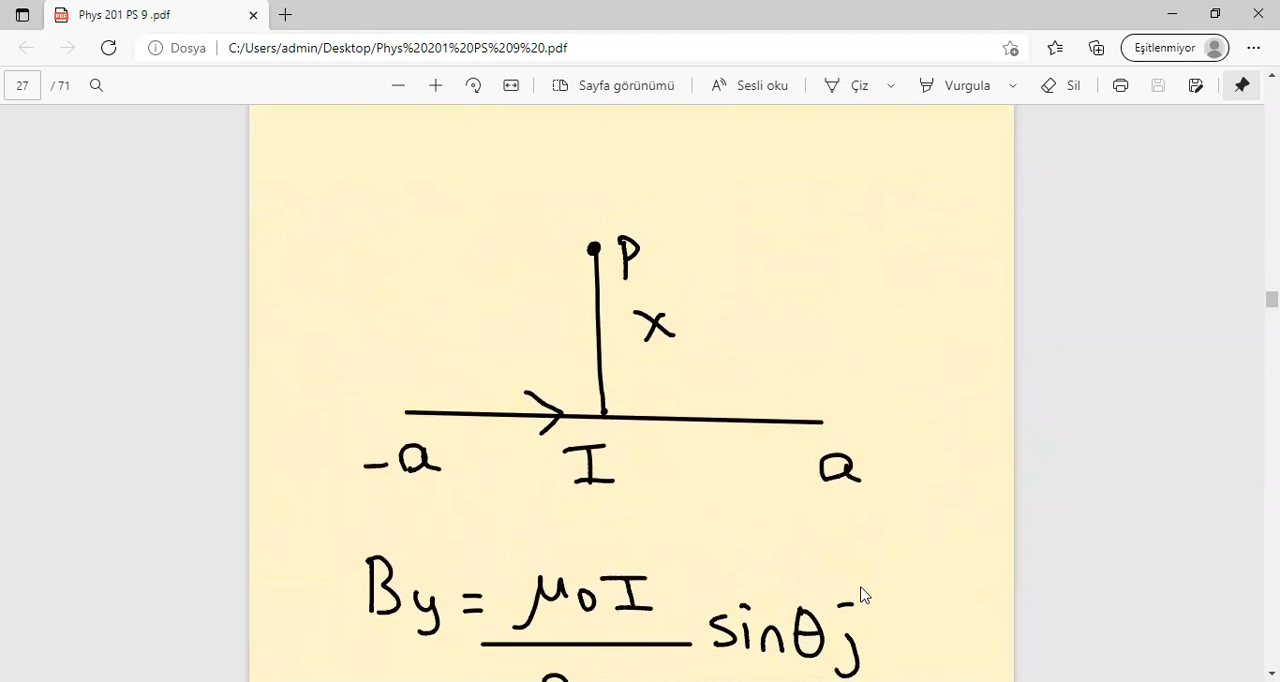 Phys 201 PS 9 .pdf
Dosya
C:/Users/admin/Desktop/Phys%20201%20PS%209%20.pdf
Eşitlenmiyor
27 / 71
Sayfa görünümü
Sesli oku
Çiz
Vurgula
Sil
P
x
-a
I
a
By = μ0I sinθ j